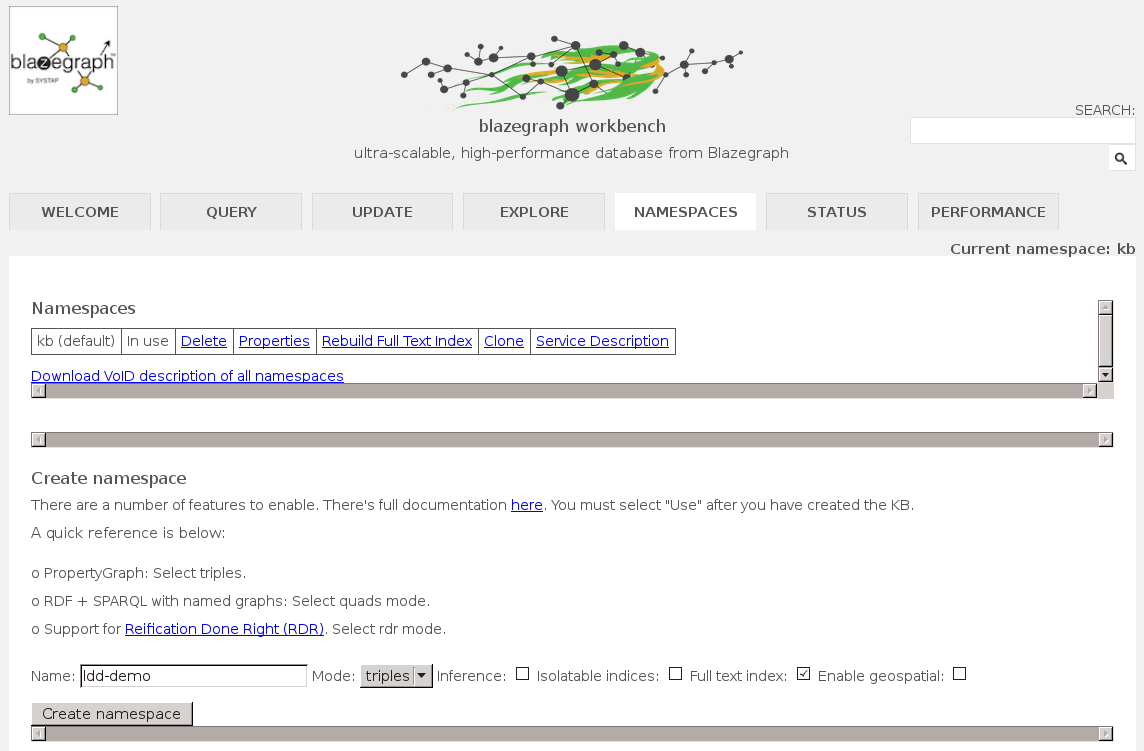 blazegraph™
by SYSTAP
blazegraph workbench
ultra-scalable, high-performance database from Blazegraph
SEARCH:
WELCOME QUERY UPDATE EXPLORE NAMESPACES STATUS PERFORMANCE
Current namespace: kb
Namespaces
kb (default) In use Delete Properties Rebuild Full Text Index Clone Service Description
Download VoID description of all namespaces
Create namespace
There are a number of features to enable. There's full documentation here. You must select "Use" after you have created the KB.
A quick reference is below:
o PropertyGraph: Select triples.
o RDF + SPARQL with named graphs: Select quads mode.
o Support for Reification Done Right (RDR). Select rdr mode.
Name: ldd-demo Mode: triples Inference: Isolatable indices: Full text index: Enable geospatial:
Create namespace